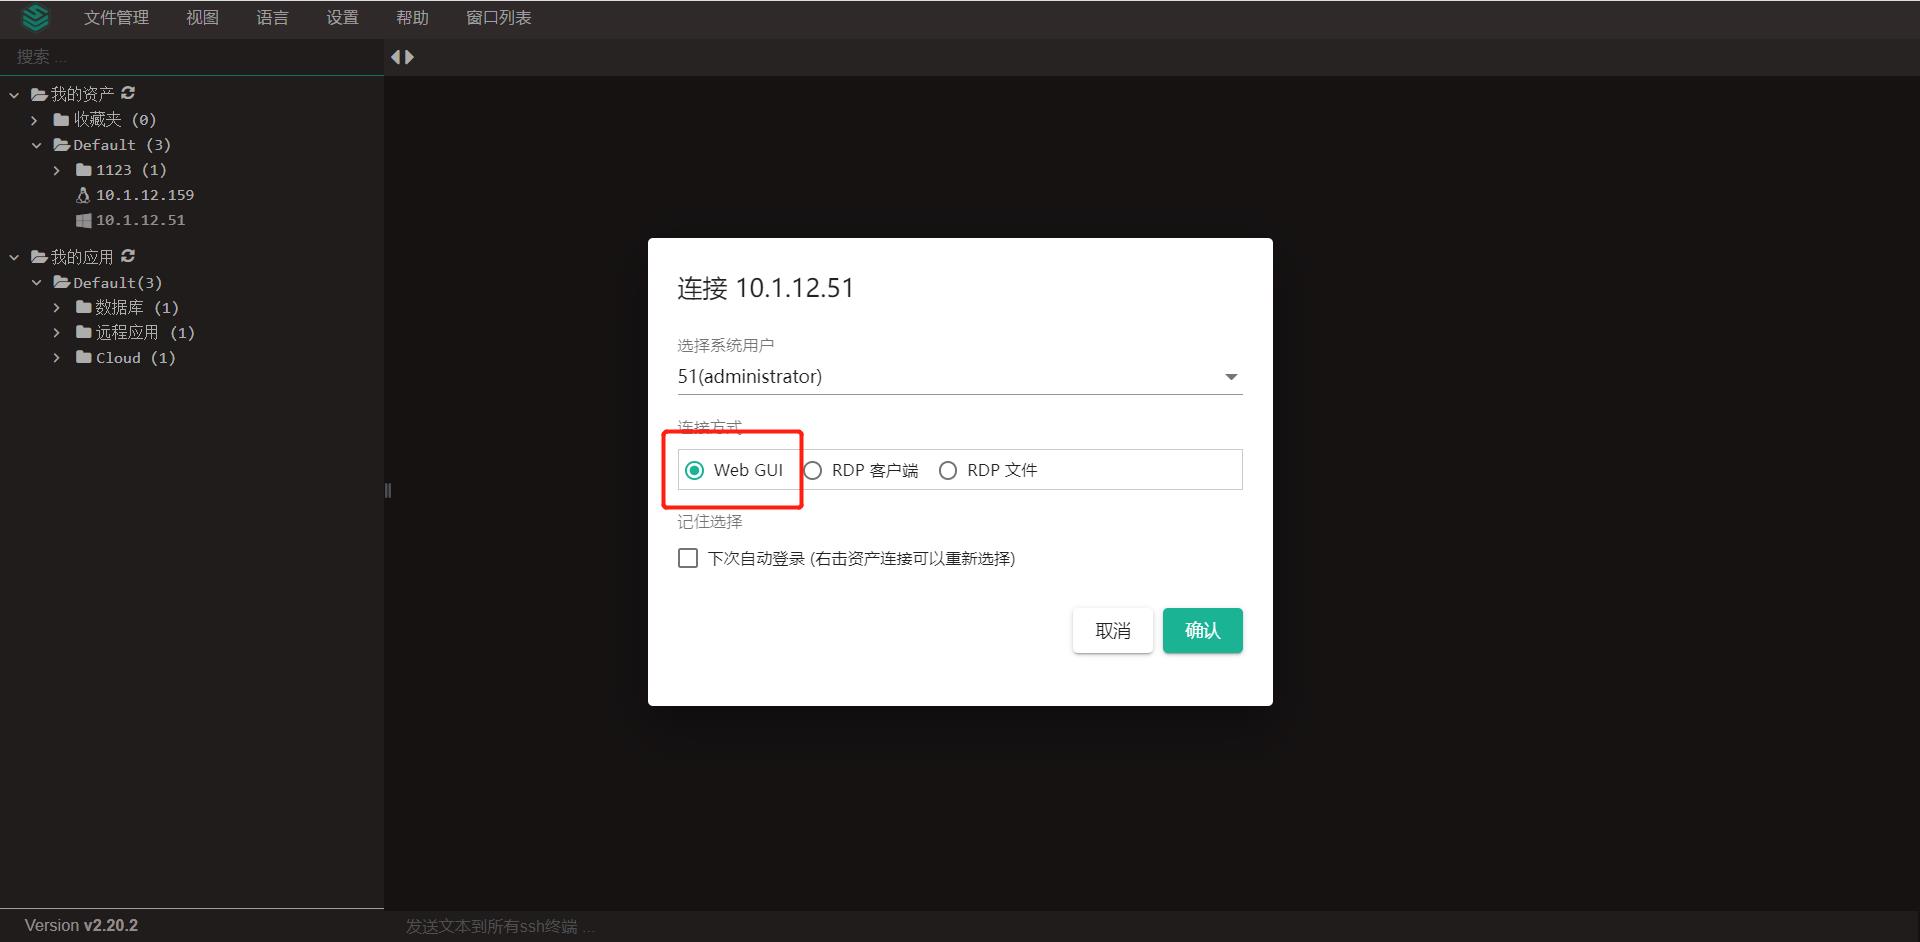 文件管理 视图 语言 设置 帮助 窗口列表
搜索 ...
我的资产
收藏夹 (0)
Default (3)
1123 (1)
10.1.12.159
10.1.12.51
我的应用
Default(3)
数据库 (1)
远程应用 (1)
Cloud (1)
连接 10.1.12.51
选择系统用户
51(administrator)
连接方式
Web GUI RDP 客户端 RDP 文件
记住选择
下次自动登录 (右击资产连接可以重新选择)
取消 确认
Version v2.20.2
发送文本到所有ssh终端 ...